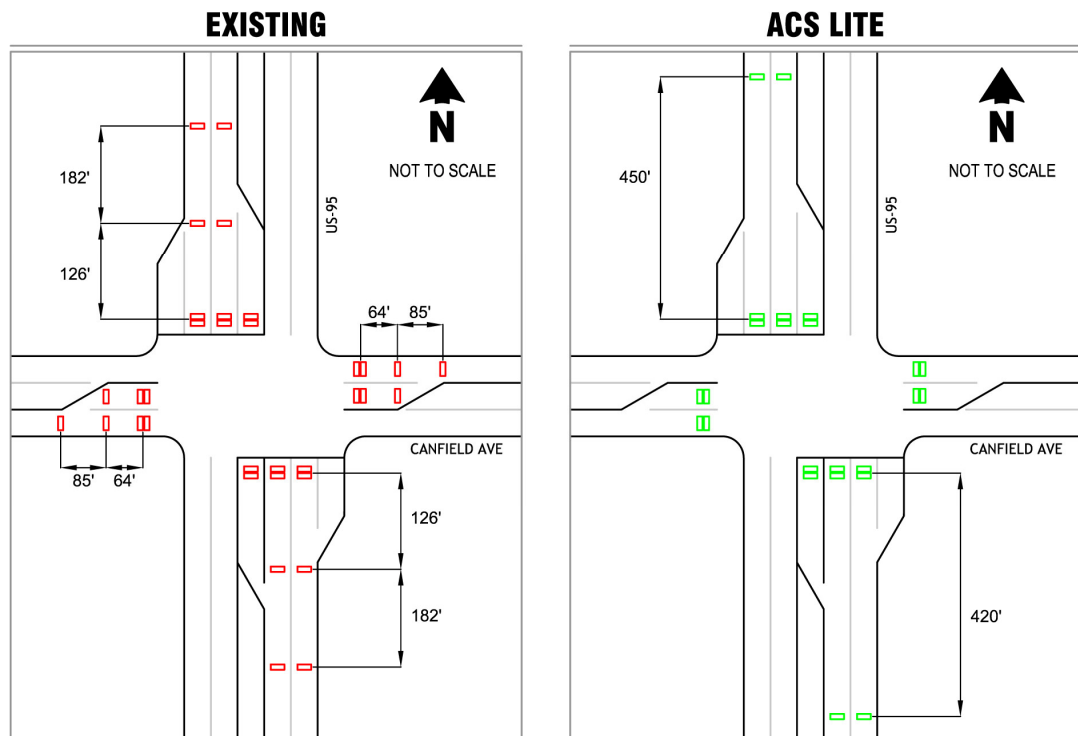 EXISTING
N
NOT TO SCALE
182'
126'
US-95
64' 85'
CANFIELD AVE
85' 64'
126'
182'
ACS LITE
N
NOT TO SCALE
450'
US-95
CANFIELD AVE
420'